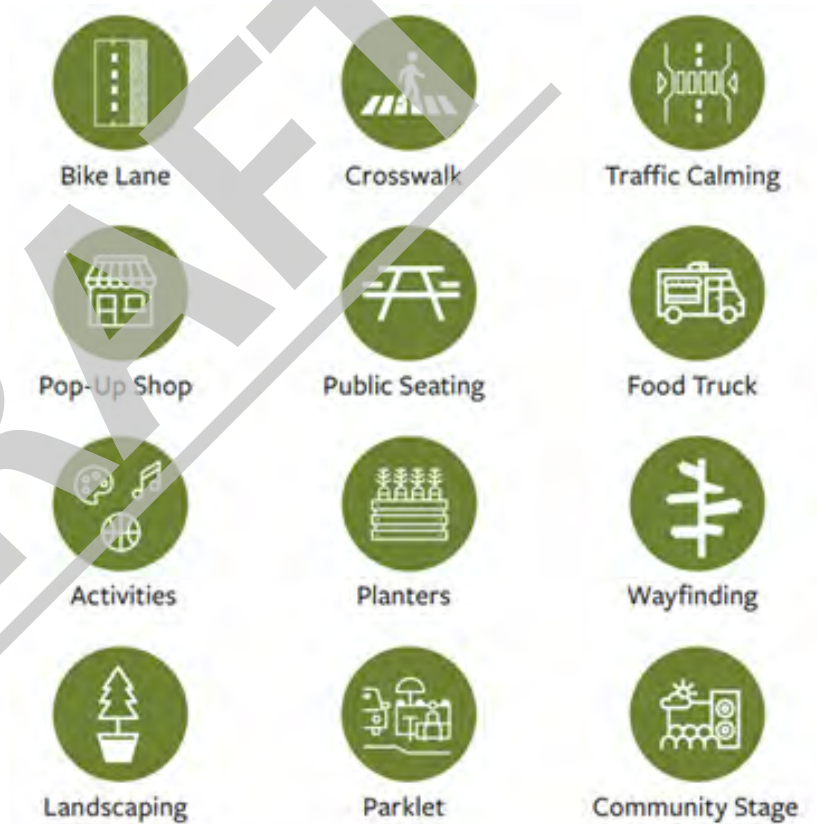 Bike Lane
Crosswalk
Traffic Calming
Pop-Up Shop
Public Seating
Food Truck
Activities
Planters
Wayfinding
Landscaping
Parklet
Community Stage